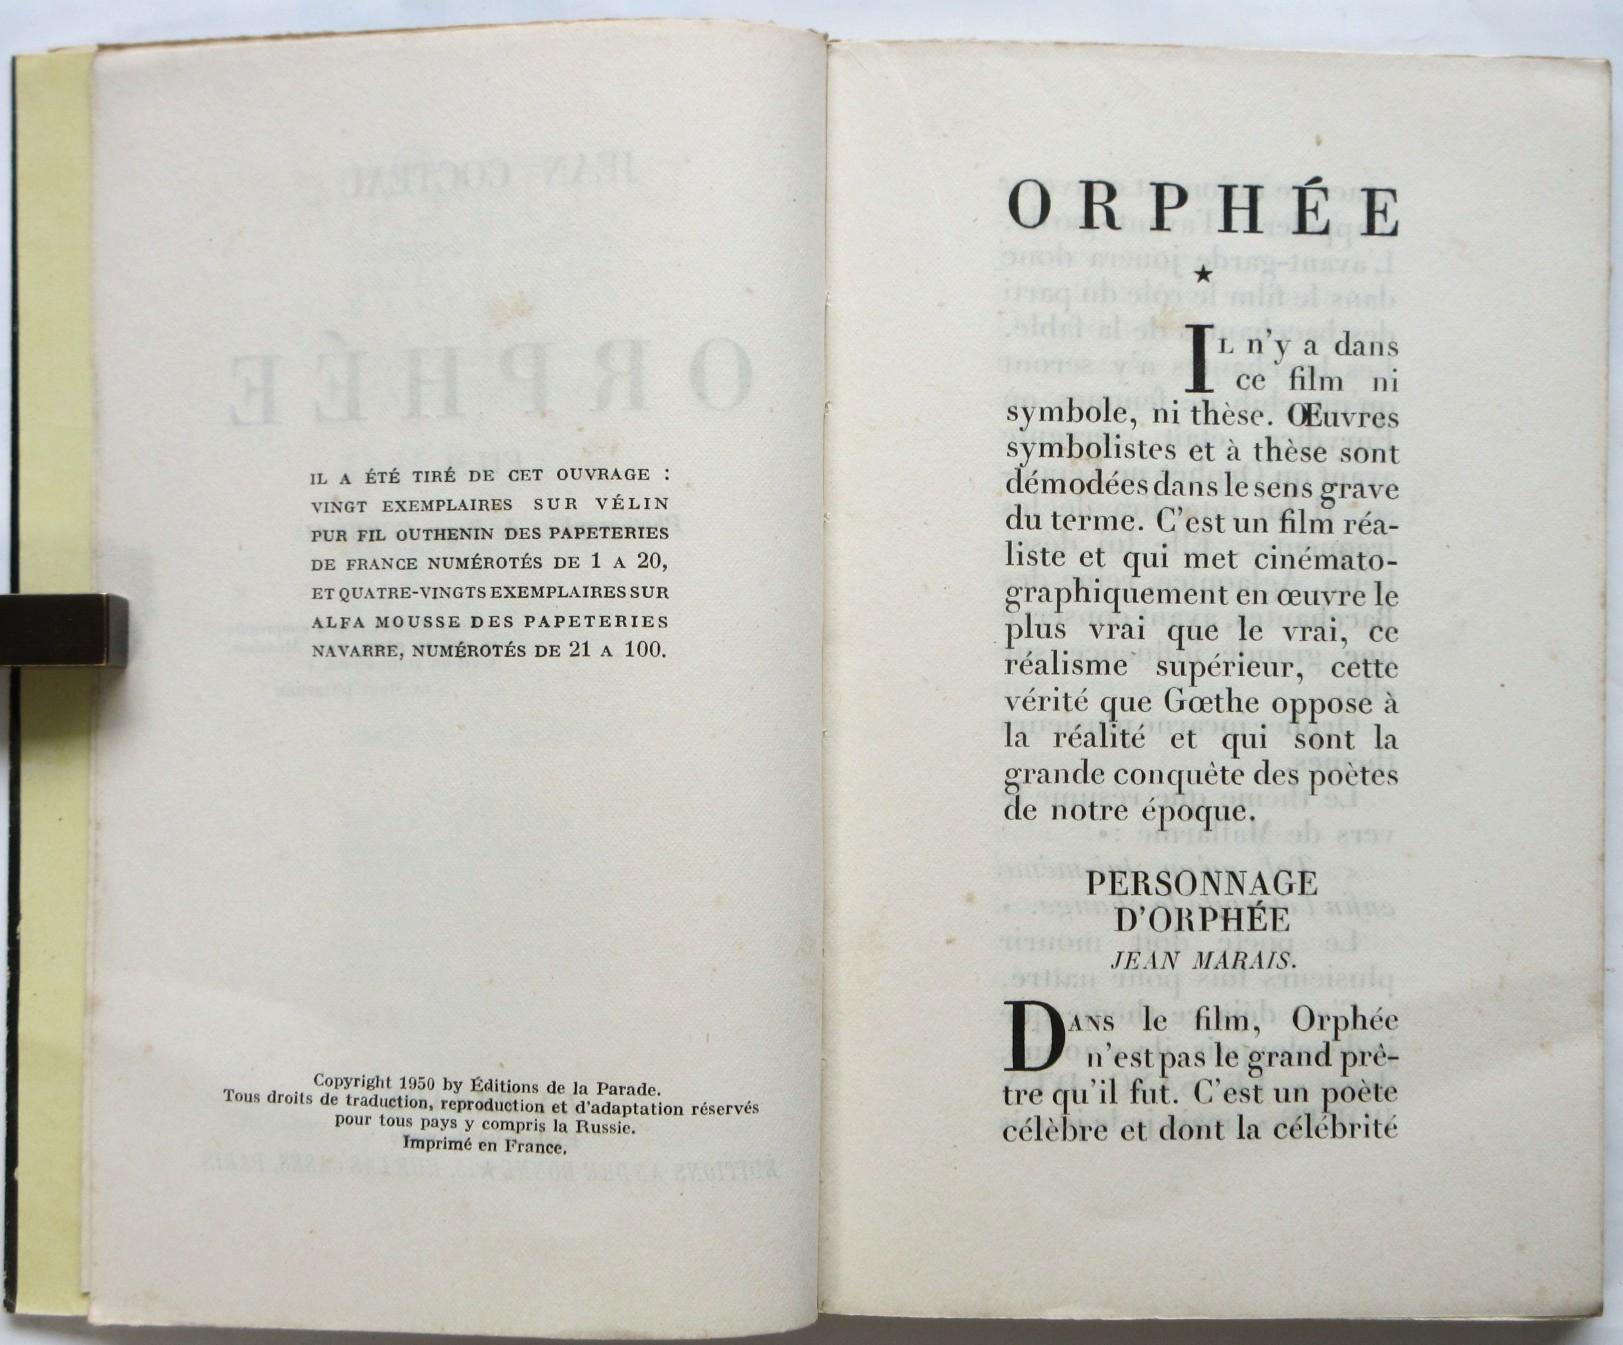 IL A ÉTÉ TIRÉ DE CET OUVRAGE :
VINGT EXEMPLAIRES SUR VÉLIN
PUR FIL OUTHENIN DES PAPETERIES
DE FRANCE NUMÉROTÉS DE 1 A 20,
ET QUATRE-VINGTS EXEMPLAIRES SUR
ALFA MOUSSE DES PAPETERIES
NAVARRE, NUMÉROTÉS DE 21 A 100.
Copyright 1950 by Éditions de la Parade.
Tous droits de traduction, reproduction et d'adaptation réservés
pour tous pays y compris la Russie.
Imprimé en France.
ORPHÉE
★
IL n'y a dans
ce film ni
symbole, ni thèse. Œuvres
symbolistes et à thèse sont
démodées dans le sens grave
du terme. C'est un film réa-
liste et qui met cinémato-
graphiquement en œuvre le
plus vrai que le vrai, ce
réalisme supérieur, cette
vérité que Gœthe oppose à
la réalité et qui sont la
grande conquète des poètes
de notre époque.
PERSONNAGE
D'ORPHÉE
JEAN MARAIS.
DANS le film, Orphée
n'est pas le grand prê-
tre qu'il fut. C'est un poète
célèbre et dont la célébrité